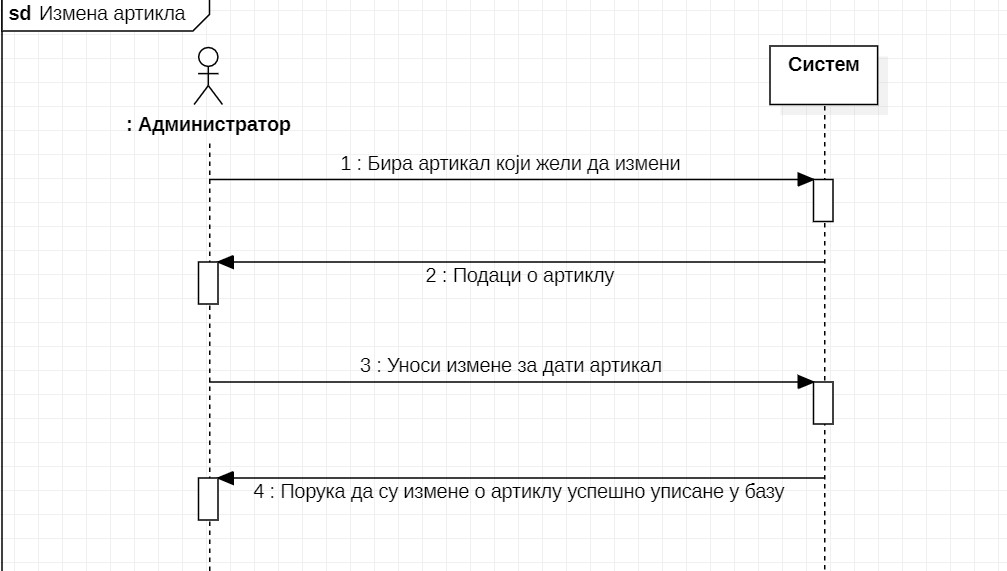 sd Измена артикла
Систем
: Администратор
1 : Бира артикал који жели да измени
2 : Подаци о артиклу
3 : Уноси измене за дати артикал
4 : Порука да су измене о артиклу успешно уписане у базу